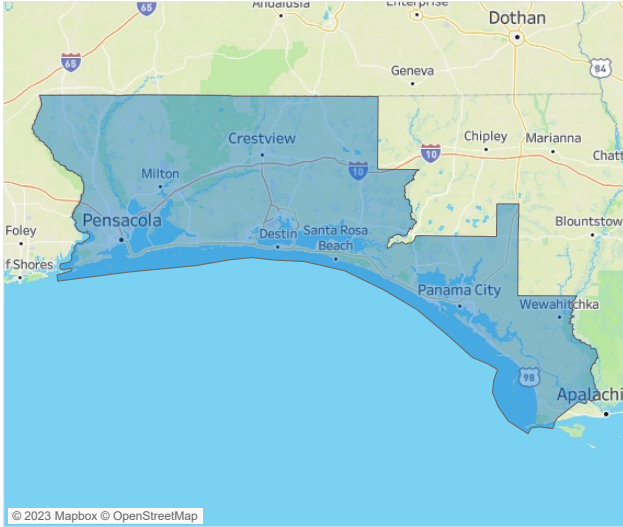 Andalusia
Enterprise
65
Dothan
65
84
Geneva
Crestview
Chipley
Marianna
10
Chatt
10
Milton
Pensacola
Foley
Blountstow
Destin
Santa Rosa
Beach
f Shores
Panama City
Wewahitchka
98
Apalachi
© 2023 Mapbox © OpenStreetMap